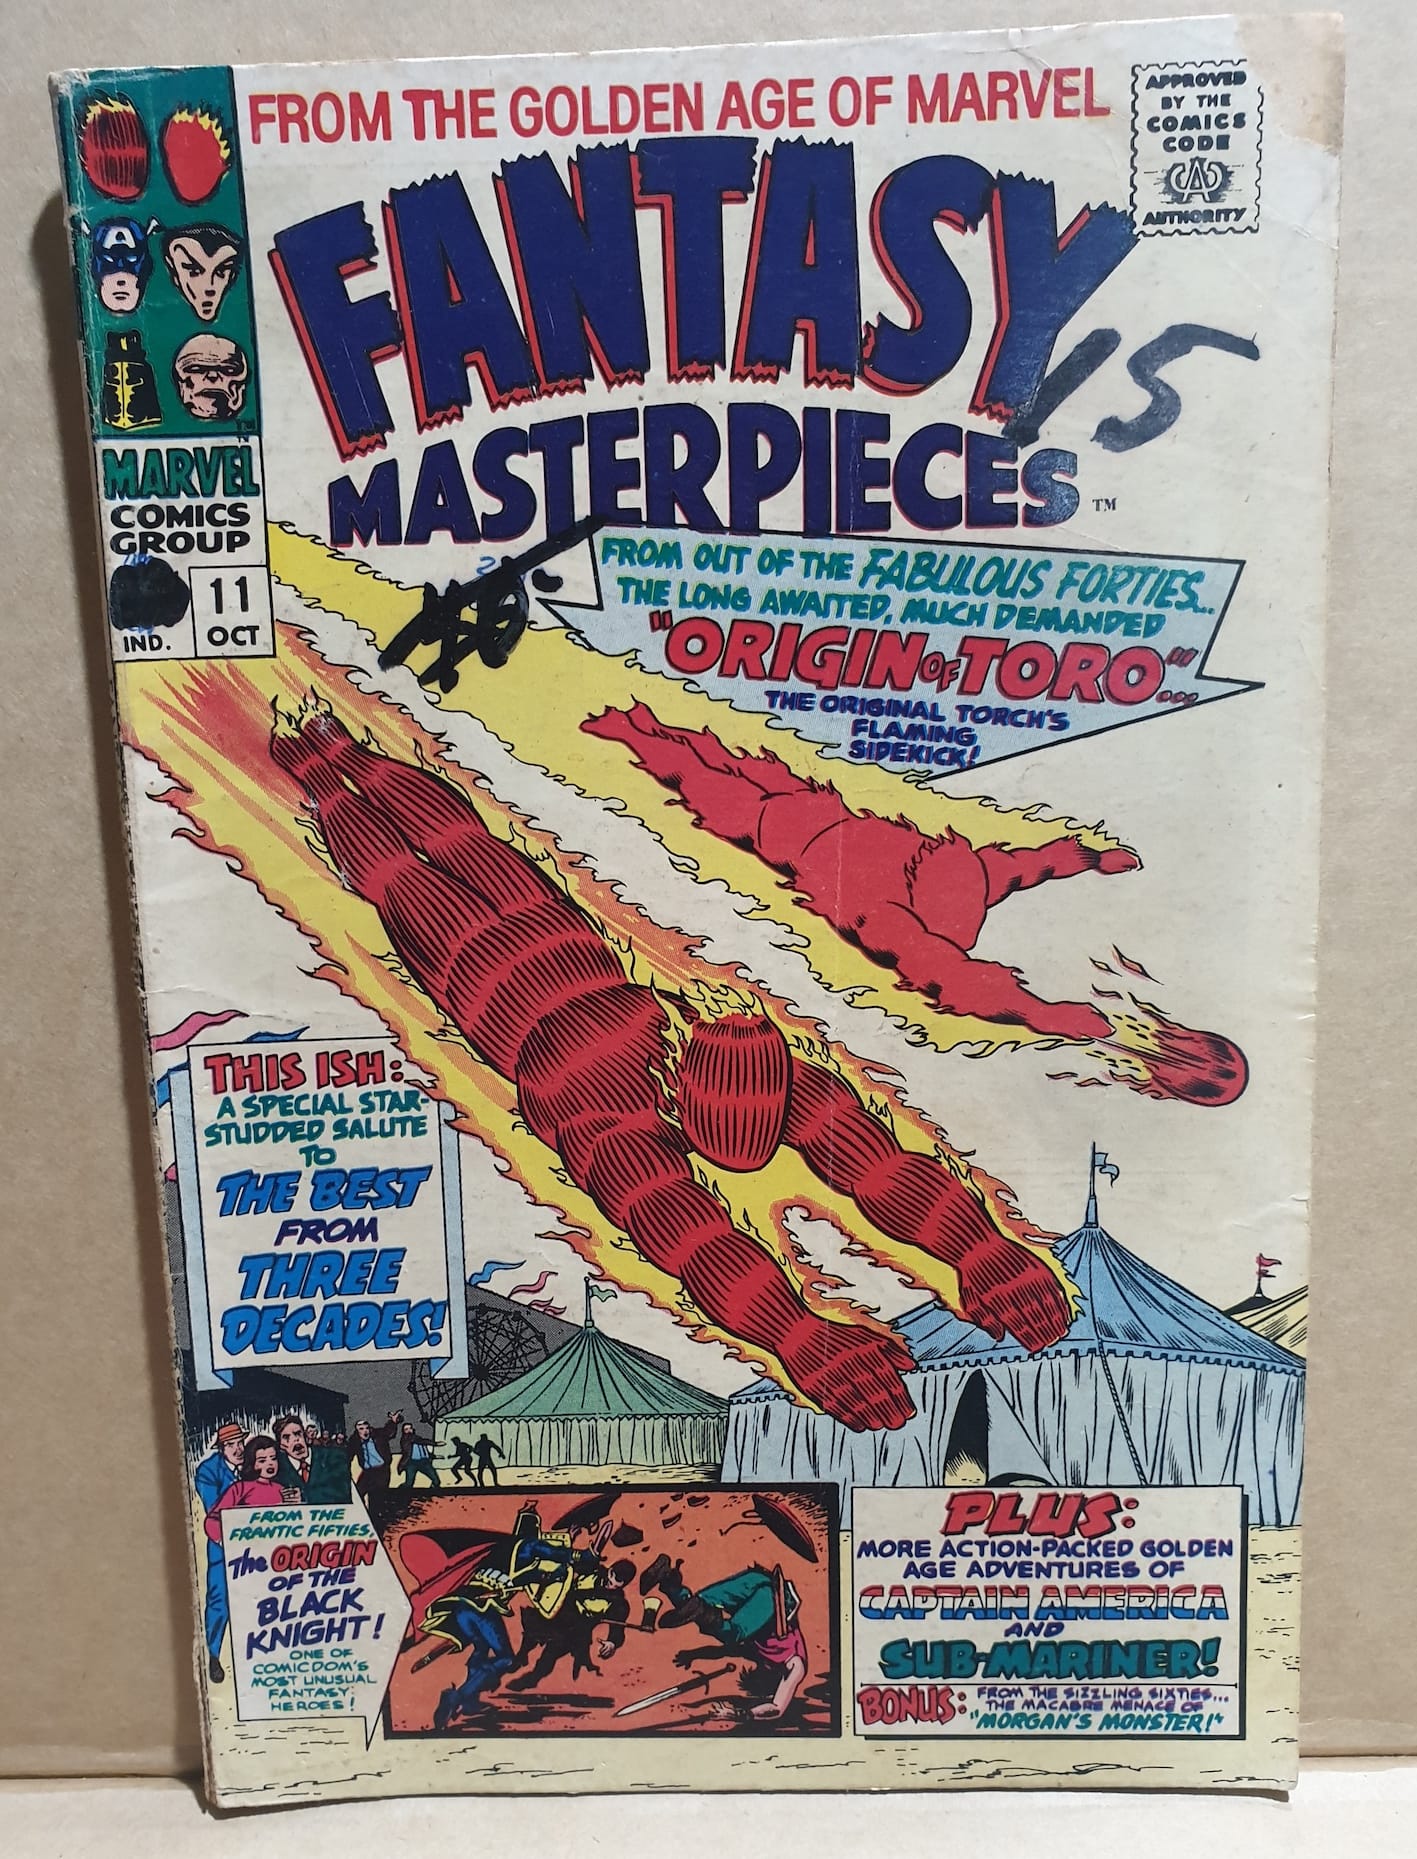 FROM THE GOLDEN AGE OF MARVEL
APPROVED
BY THE
COMICS
CODE
AUTHORITY
FANTASY
MASTERPIECES
TM
15
MARVEL
COMICS
GROUP
IND.
11
OCT
FROM OUT OF THE FABULOUS FORTIES...
THE LONG AWAITED, MUCH DEMANDED
"ORIGIN OF TORO"...
THE ORIGINAL TORCH'S
FLAMING
SIDEKICK!
THIS ISH:
A SPECIAL STAR-
STUDDED SALUTE
TO
THE BEST
FROM
THREE
DECADES!
FROM THE
FRANTIC FIFTIES,
The ORIGIN
OF THE
BLACK
KNIGHT!
ONE OF
COMICDOM'S
MOST UNUSUAL
FANTASY
HEROES!
PLUS:
MORE ACTION-PACKED GOLDEN
AGE ADVENTURES OF
CAPTAIN AMERICA
AND
SUB-MARINER!
BONUS: FROM THE SIZZLING SIXTIES...
THE MACABRE MENACE OF
"MORGAN'S MONSTER!"